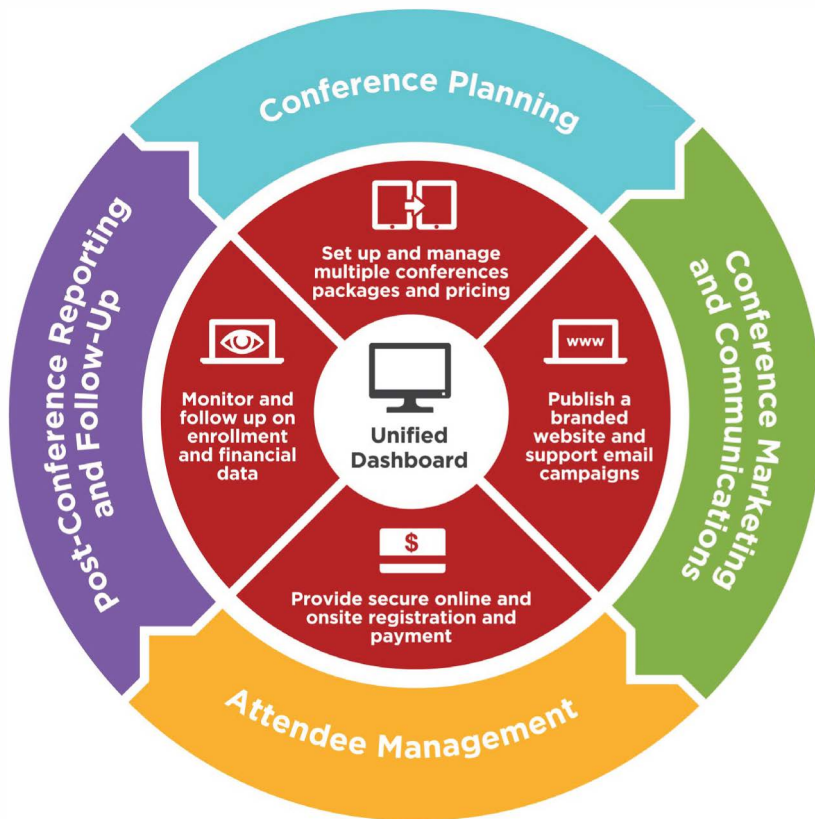 Conference Planning
Set up and manage
multiple conferences
packages and pricing
Conference Marketing
and Communications
www
Publish a
branded
website and
support email
campaigns
Unified
Dashboard
$
Provide secure online and
onsite registration and
payment
Attendee Management
Post-Conference Reporting
and Follow-Up
Monitor and
follow up on
enrollment
and financial
data